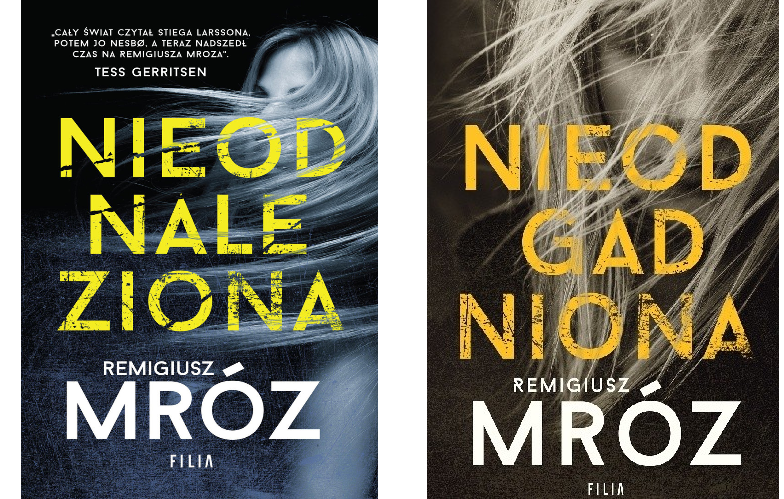 „CAŁY ŚWIAT CZYTAŁ STIEGA LARSSONA,
POTEM JO NESBØ, A TERAZ NADSZEDŁ
CZAS NA REMIGIUSZA MROZA”.
TESS GERRITSEN
NIEOD
NALE
ZIONA
REMIGIUSZ
MRÓZ
FILIA
NIEOD
GAD
NIONA
REMIGIUSZ
MRÓZ
FILIA